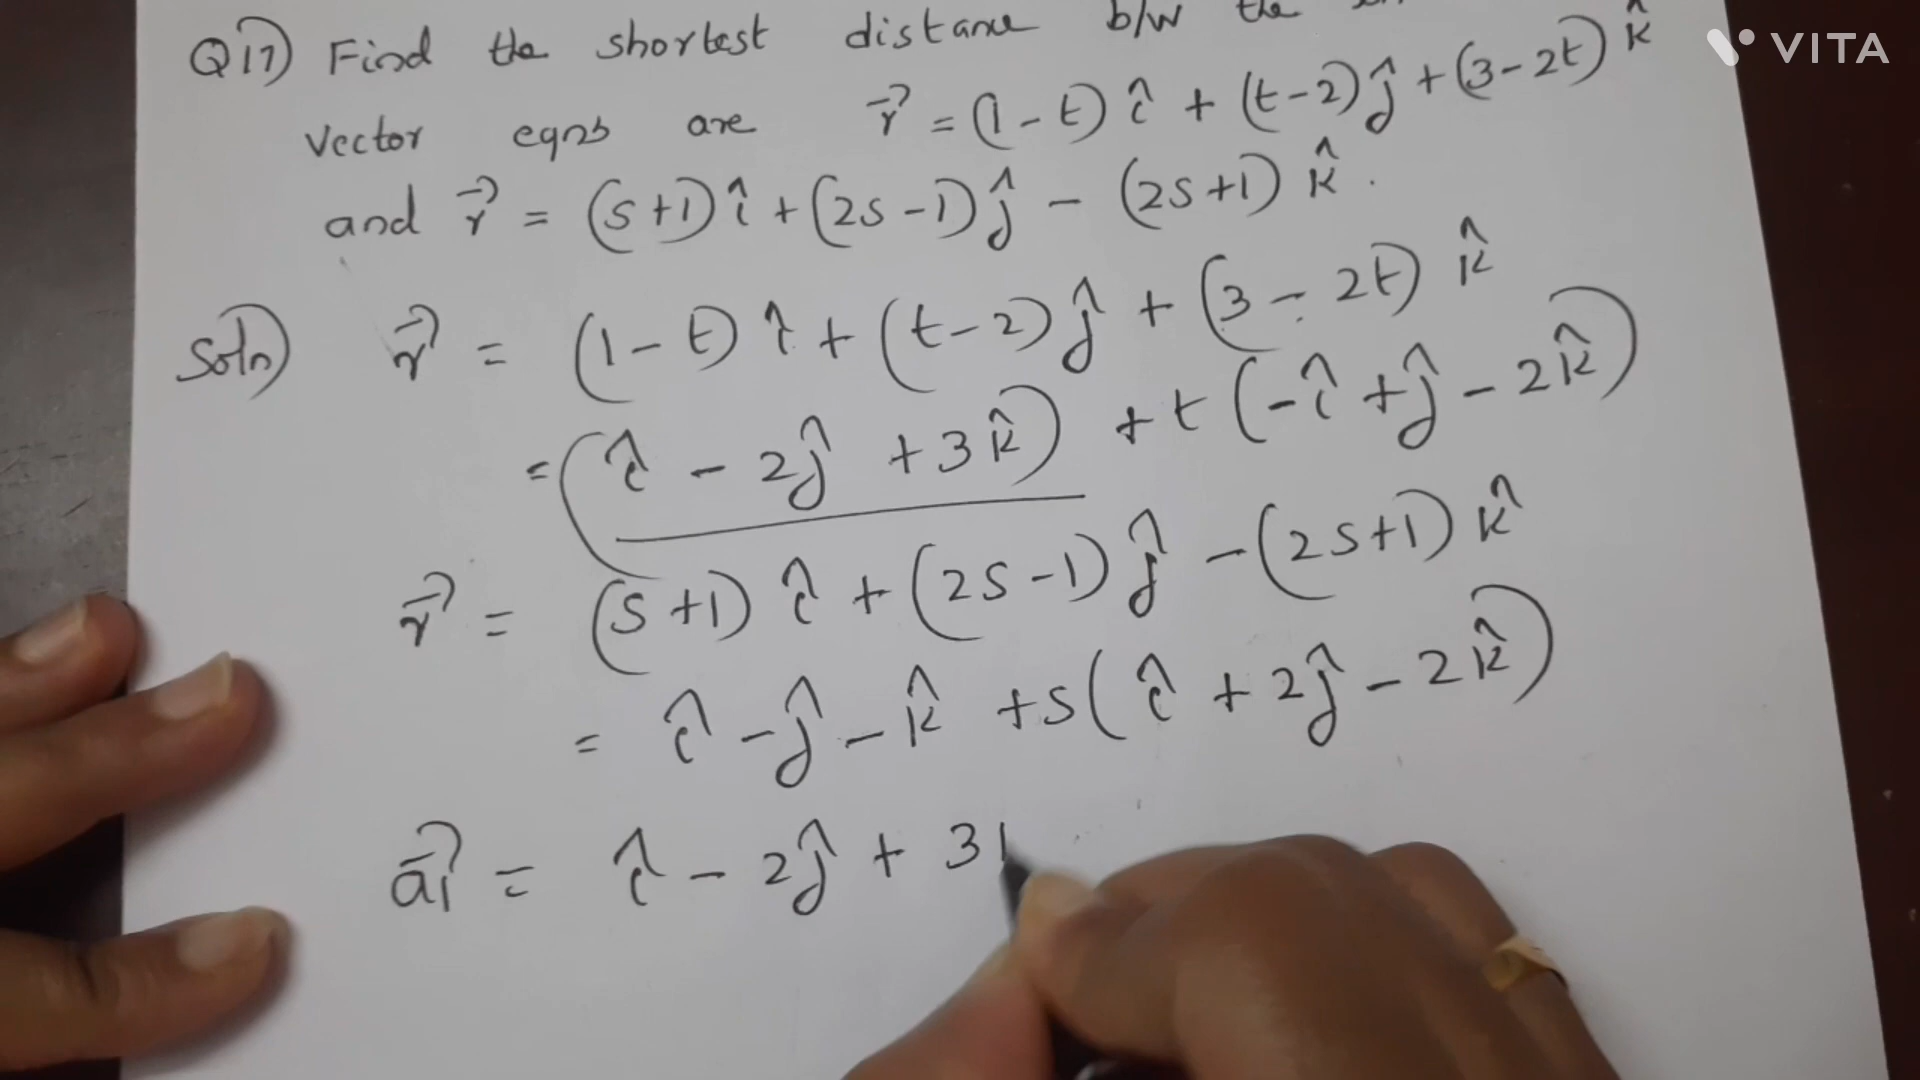 Q17) Find the shortest distance b/w the
VITA
vector eqns are r⃗ = (1-t) î + (t-2) ĵ + (3-2t) k̂
and r⃗ = (s+1) î + (2s-1) ĵ - (2s+1) k̂ .
Soln) r⃗ = (1-t) î + (t-2) ĵ + (3-2t) k̂
= (î - 2ĵ + 3k̂) + t (-î + ĵ - 2k̂)
r⃗ = (s+1) î + (2s-1) ĵ - (2s+1) k̂
= î - ĵ - k̂ + s( î + 2ĵ - 2k̂)
a⃗1 = î - 2ĵ + 3